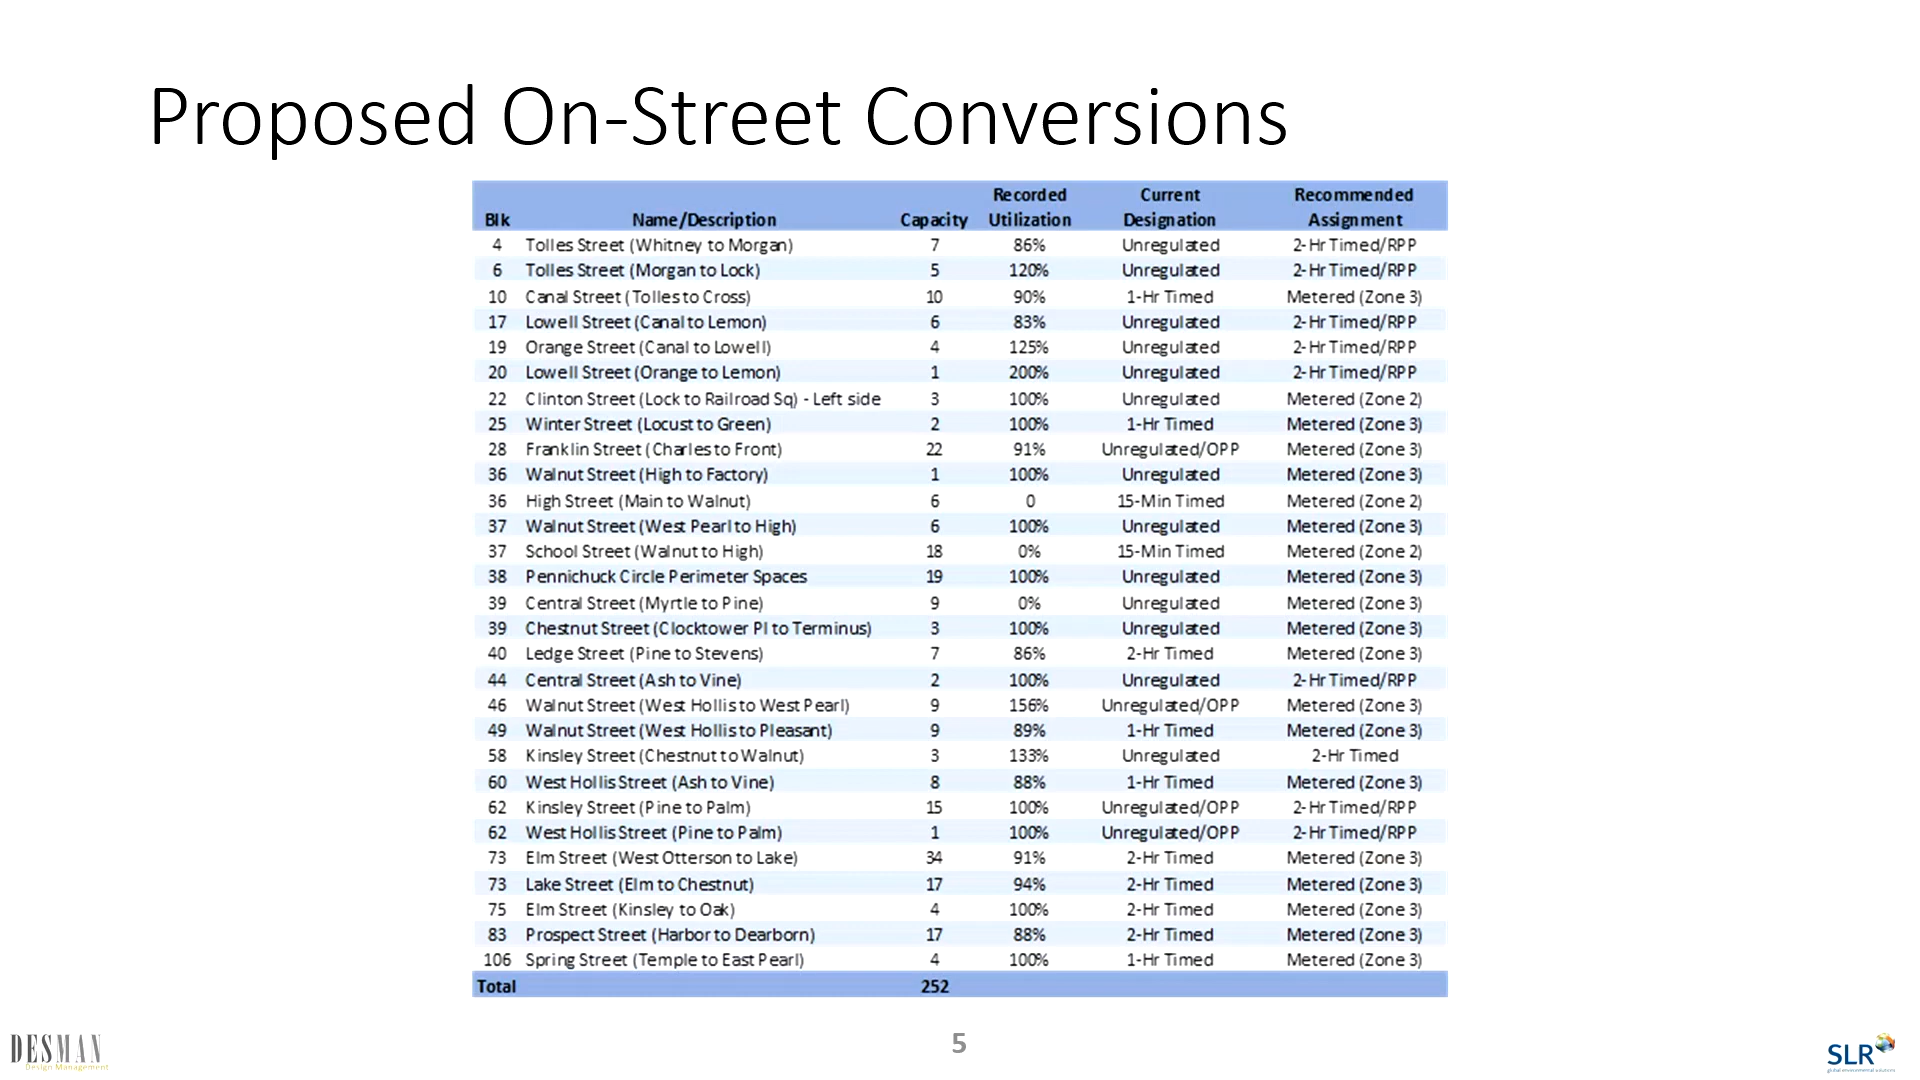 Proposed On-Street Conversions
Blk Name/Description Capacity Recorded Utilization Current Designation Recommended Assignment
4 Tolles Street (Whitney to Morgan) 7 86% Unregulated 2-Hr Timed/RPP
6 Tolles Street (Morgan to Lock) 5 120% Unregulated 2-Hr Timed/RPP
10 Canal Street (Tolles to Cross) 10 90% 1-Hr Timed Metered (Zone 3)
17 Lowell Street (Canal to Lemon) 6 83% Unregulated 2-Hr Timed/RPP
19 Orange Street (Canal to Lowell) 4 125% Unregulated 2-Hr Timed/RPP
20 Lowell Street (Orange to Lemon) 1 200% Unregulated 2-Hr Timed/RPP
22 Clinton Street (Lock to Railroad Sq) - Left side 3 100% Unregulated Metered (Zone 2)
25 Winter Street (Locust to Green) 2 100% 1-Hr Timed Metered (Zone 3)
28 Franklin Street (Charles to Front) 22 91% Unregulated/OPP Metered (Zone 3)
36 Walnut Street (High to Factory) 1 100% Unregulated Metered (Zone 3)
36 High Street (Main to Walnut) 6 0 15-Min Timed Metered (Zone 2)
37 Walnut Street (West Pearl to High) 6 100% Unregulated Metered (Zone 3)
37 School Street (Walnut to High) 18 0% 15-Min Timed Metered (Zone 2)
38 Pennichuck Circle Perimeter Spaces 19 100% Unregulated Metered (Zone 3)
39 Central Street (Myrtle to Pine) 9 0% Unregulated Metered (Zone 3)
39 Chestnut Street (Clocktower Pl to Terminus) 3 100% Unregulated Metered (Zone 3)
40 Ledge Street (Pine to Stevens) 7 86% 2-Hr Timed Metered (Zone 3)
44 Central Street (Ash to Vine) 2 100% Unregulated 2-Hr Timed/RPP
46 Walnut Street (West Hollis to West Pearl) 9 156% Unregulated/OPP Metered (Zone 3)
49 Walnut Street (West Hollis to Pleasant) 9 89% 1-Hr Timed Metered (Zone 3)
58 Kinsley Street (Chestnut to Walnut) 3 133% Unregulated 2-Hr Timed
60 West Hollis Street (Ash to Vine) 8 88% 1-Hr Timed Metered (Zone 3)
62 Kinsley Street (Pine to Palm) 15 100% Unregulated/OPP 2-Hr Timed/RPP
62 West Hollis Street (Pine to Palm) 1 100% Unregulated/OPP 2-Hr Timed/RPP
73 Elm Street (West Otterson to Lake) 34 91% 2-Hr Timed Metered (Zone 3)
73 Lake Street (Elm to Chestnut) 17 94% 2-Hr Timed Metered (Zone 3)
75 Elm Street (Kinsley to Oak) 4 100% 2-Hr Timed Metered (Zone 3)
83 Prospect Street (Harbor to Dearborn) 17 88% 2-Hr Timed Metered (Zone 3)
106 Spring Street (Temple to East Pearl) 4 100% 1-Hr Timed Metered (Zone 3)
Total 252
DESMAN
Design Management
5
SLR
global environmental solutions